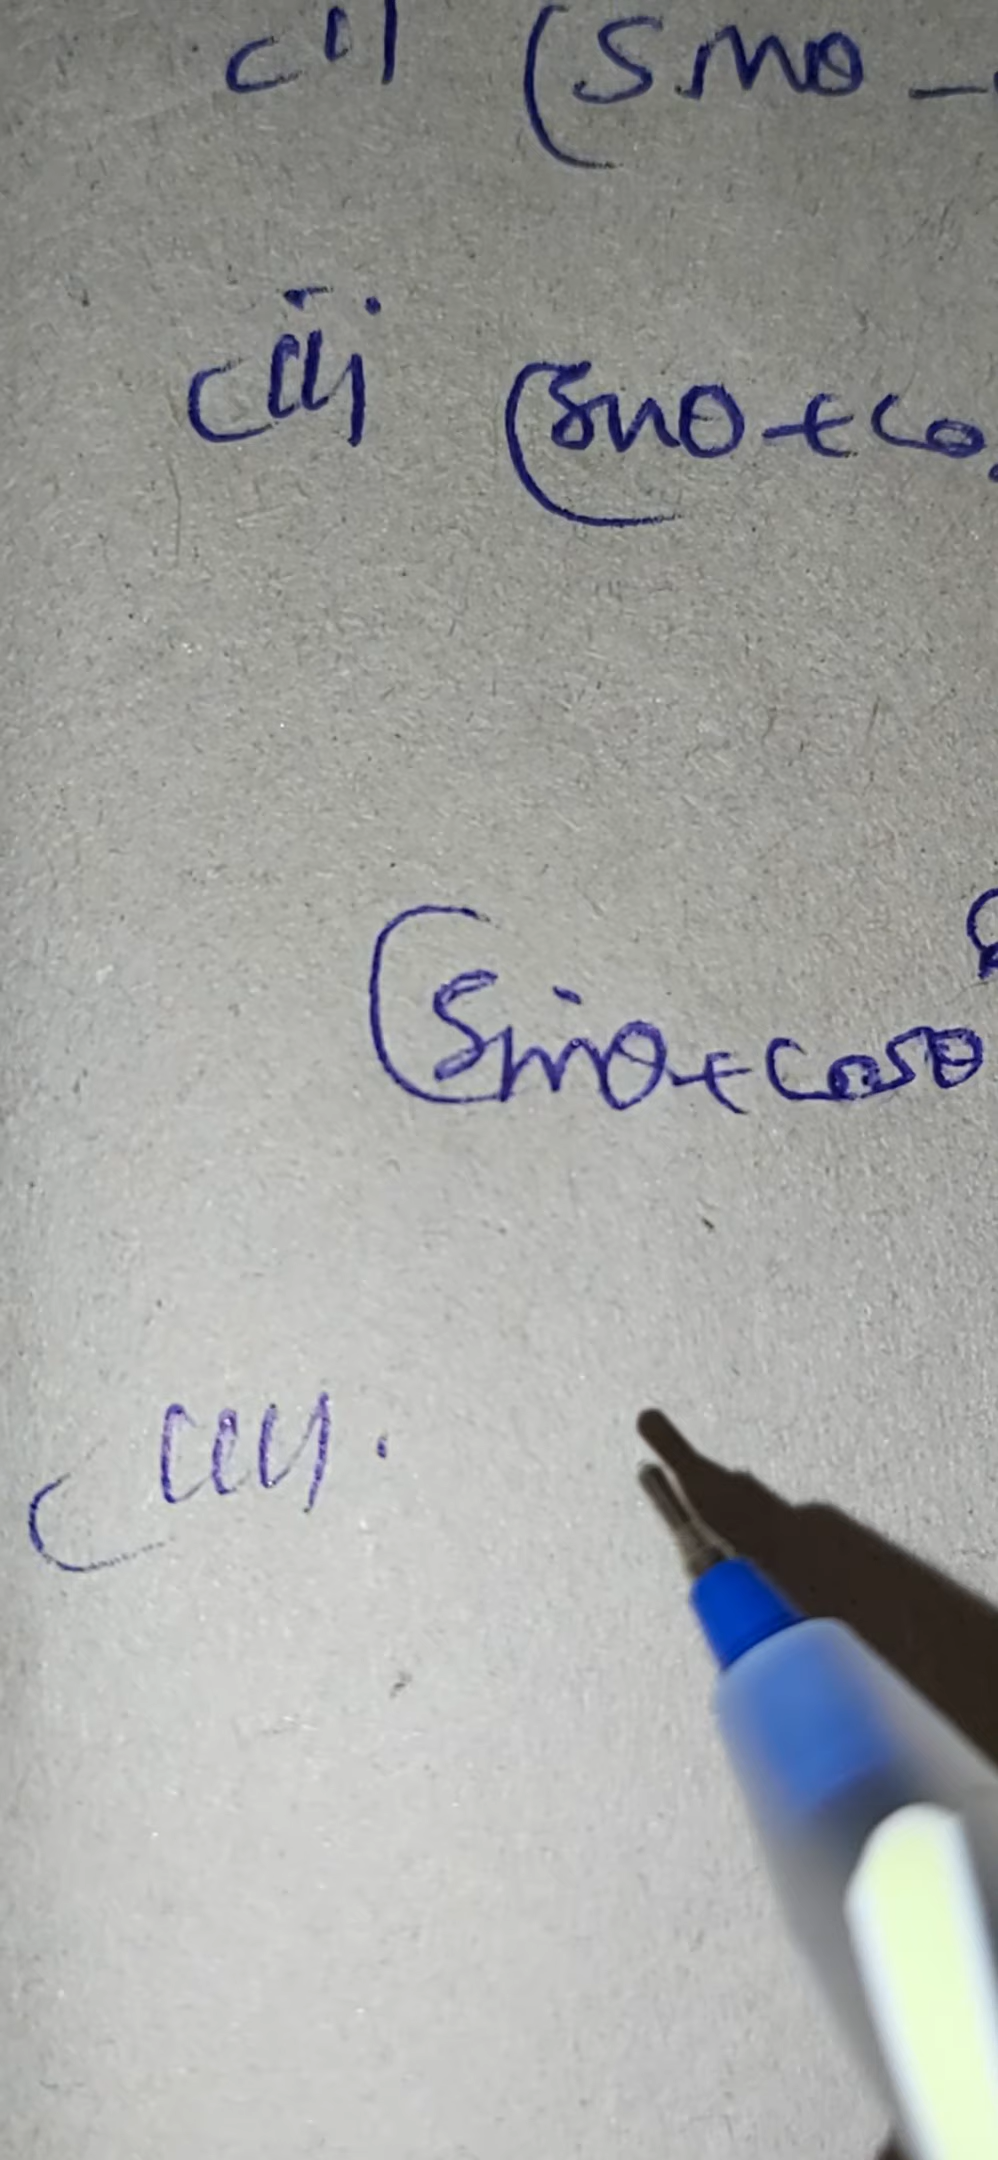 (i) (sinθ -
(ii) (sinθ + co
(sinθ + cosθ
(iii).